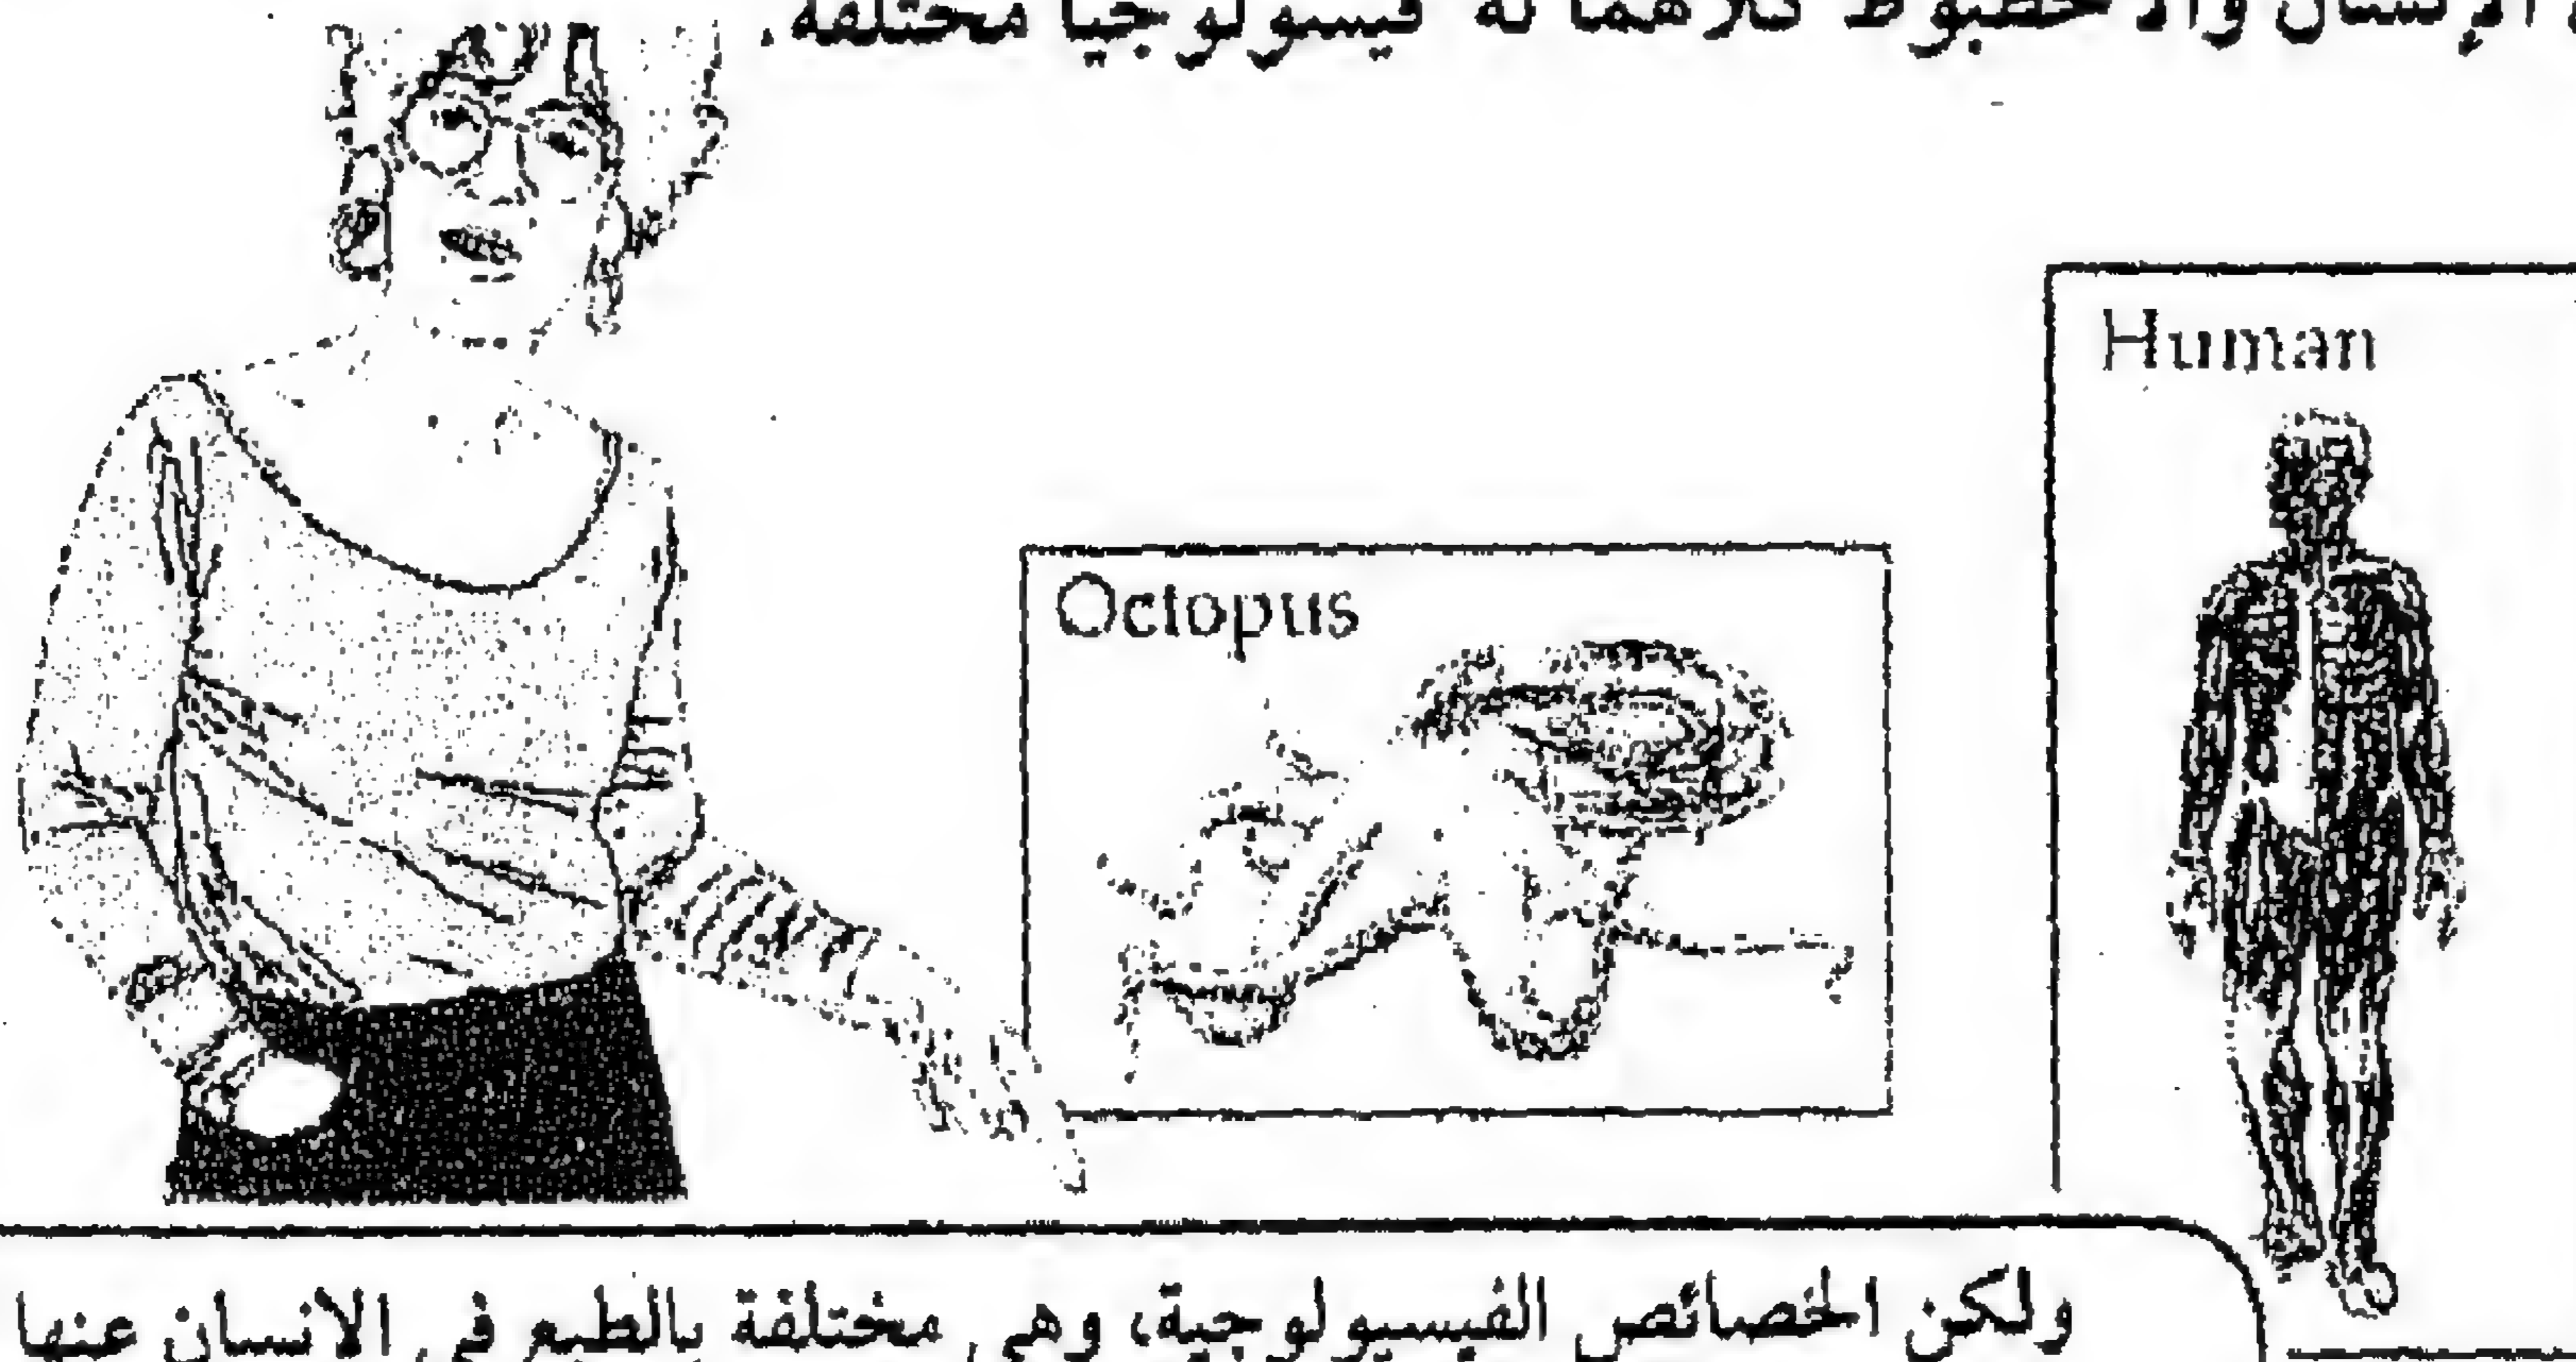 الإنسان والأخطبوط كلاهما له فيسولوجيا مختلفة.
Human
Octopus
ولكن الخصائص الفيسيولوجية، وهي مختلفة بالطبع في الانسان عنها